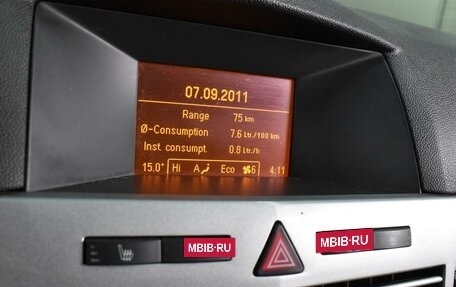 07.09.2011
Range 75 km
Ø-Consumption 7.6 Ltr./100 km
Inst. consumpt. 0.8 Ltr./h
15.0° Hi A Eco 6 4:11
MBIB-RU MBIB-RU